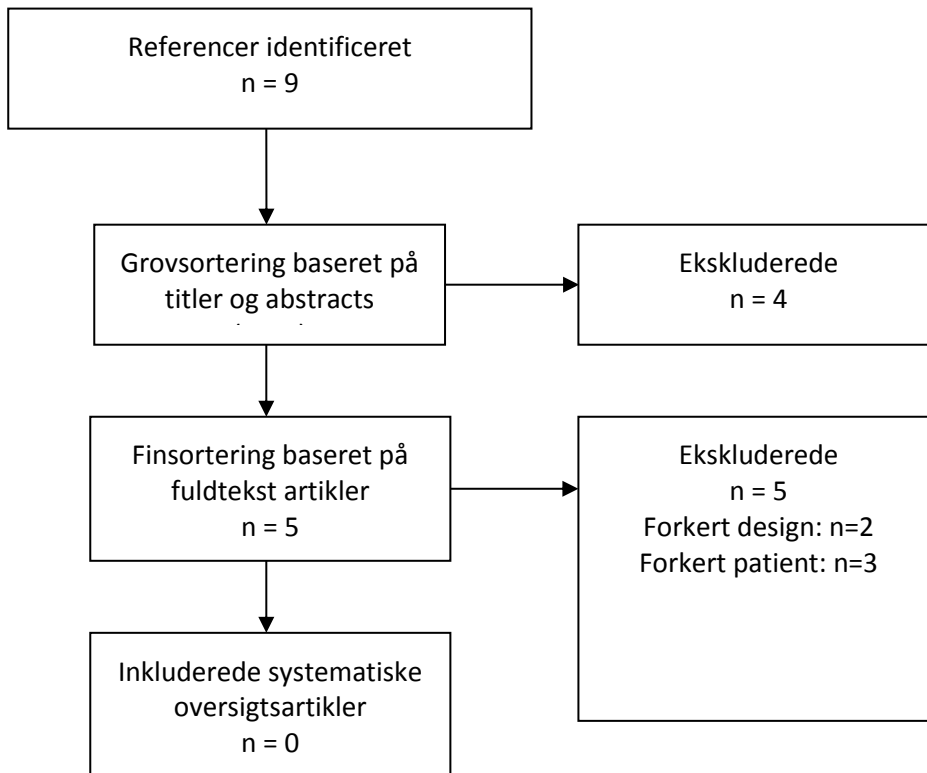 Referencer identificeret
n = 9
Grovsortering baseret på
titler og abstracts
Ekskluderede
n = 4
Finsortering baseret på
fuldtekst artikler
n = 5
Ekskluderede
n = 5
Forkert design: n=2
Forkert patient: n=3
Inkluderede systematiske
oversigtsartikler
n = 0